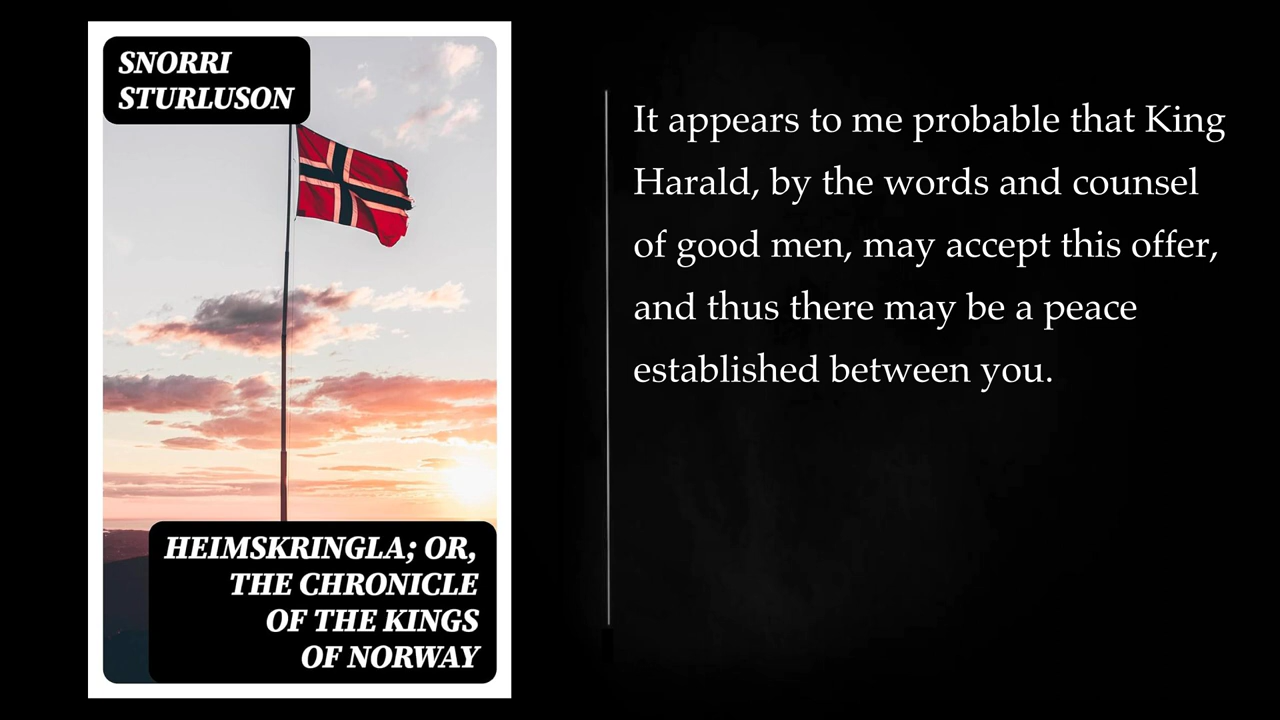 SNORRI
STURLUSON
HEIMSKRINGLA; OR,
THE CHRONICLE
OF THE KINGS
OF NORWAY
It appears to me probable that King
Harald, by the words and counsel
of good men, may accept this offer,
and thus there may be a peace
established between you.